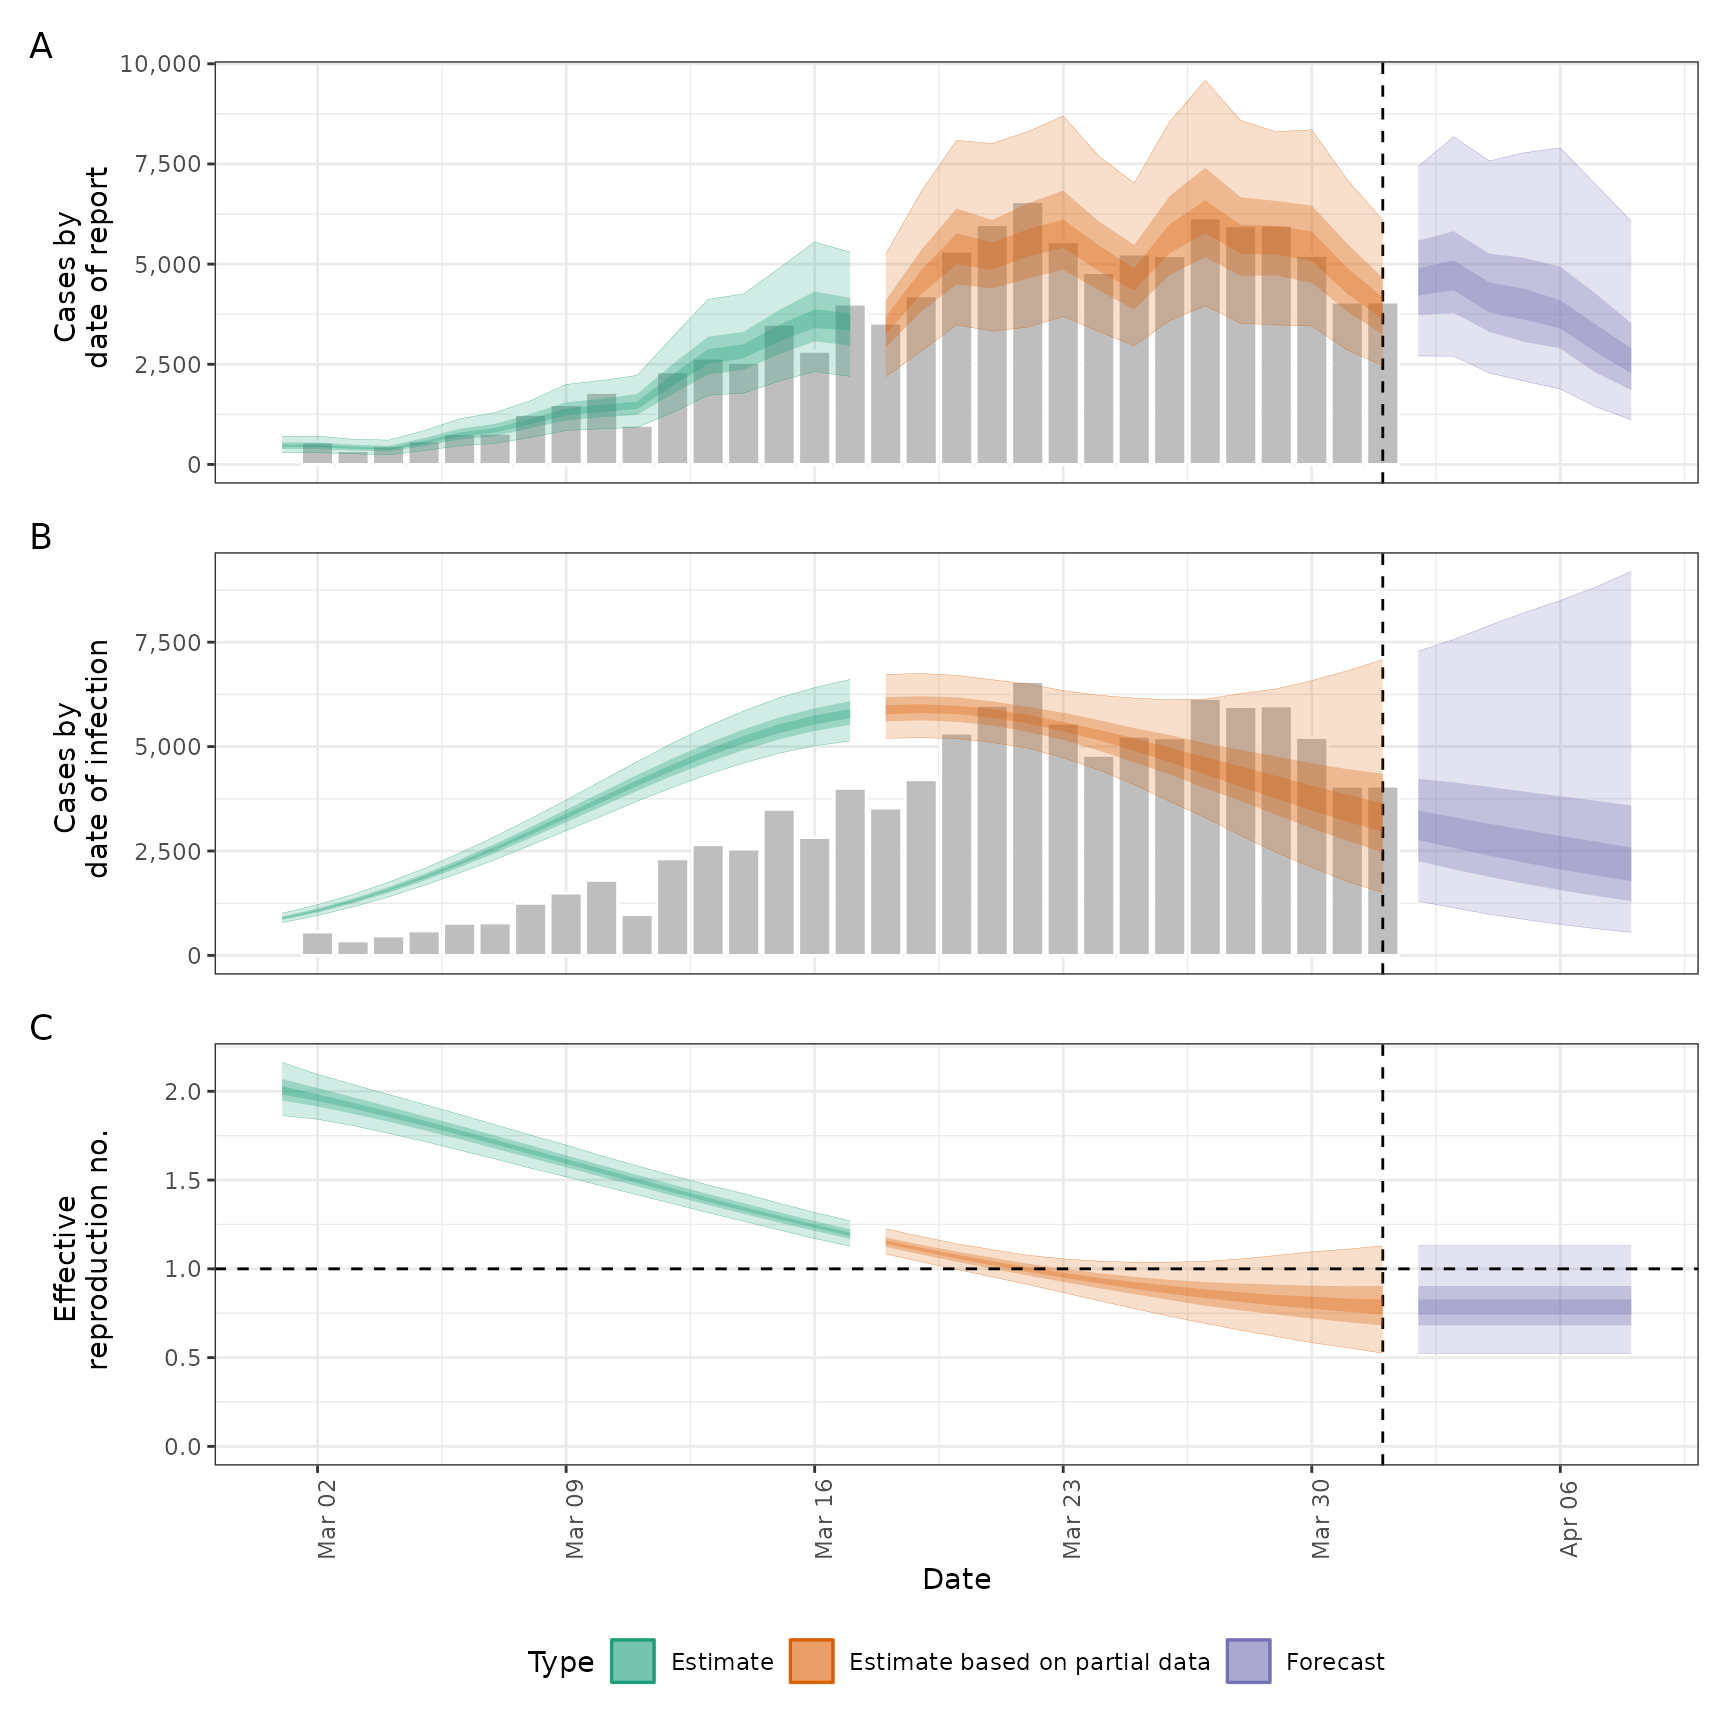 A
10,000
7,500
5,000
2,500
0
Cases by
date of report
B
7,500
5,000
2,500
0
Cases by
date of infection
C
2.0
1.5
1.0
0.5
0.0
Effective
reproduction no.
Mar 02
Mar 09
Mar 16
Mar 23
Mar 30
Apr 06
Date
Type
Estimate
Estimate based on partial data
Forecast